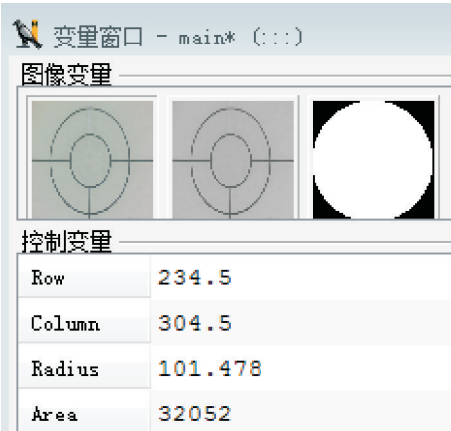 变量窗口 - main* (:::)
图像变量
控制变量
Row 234.5
Column 304.5
Radius 101.478
Area 32052